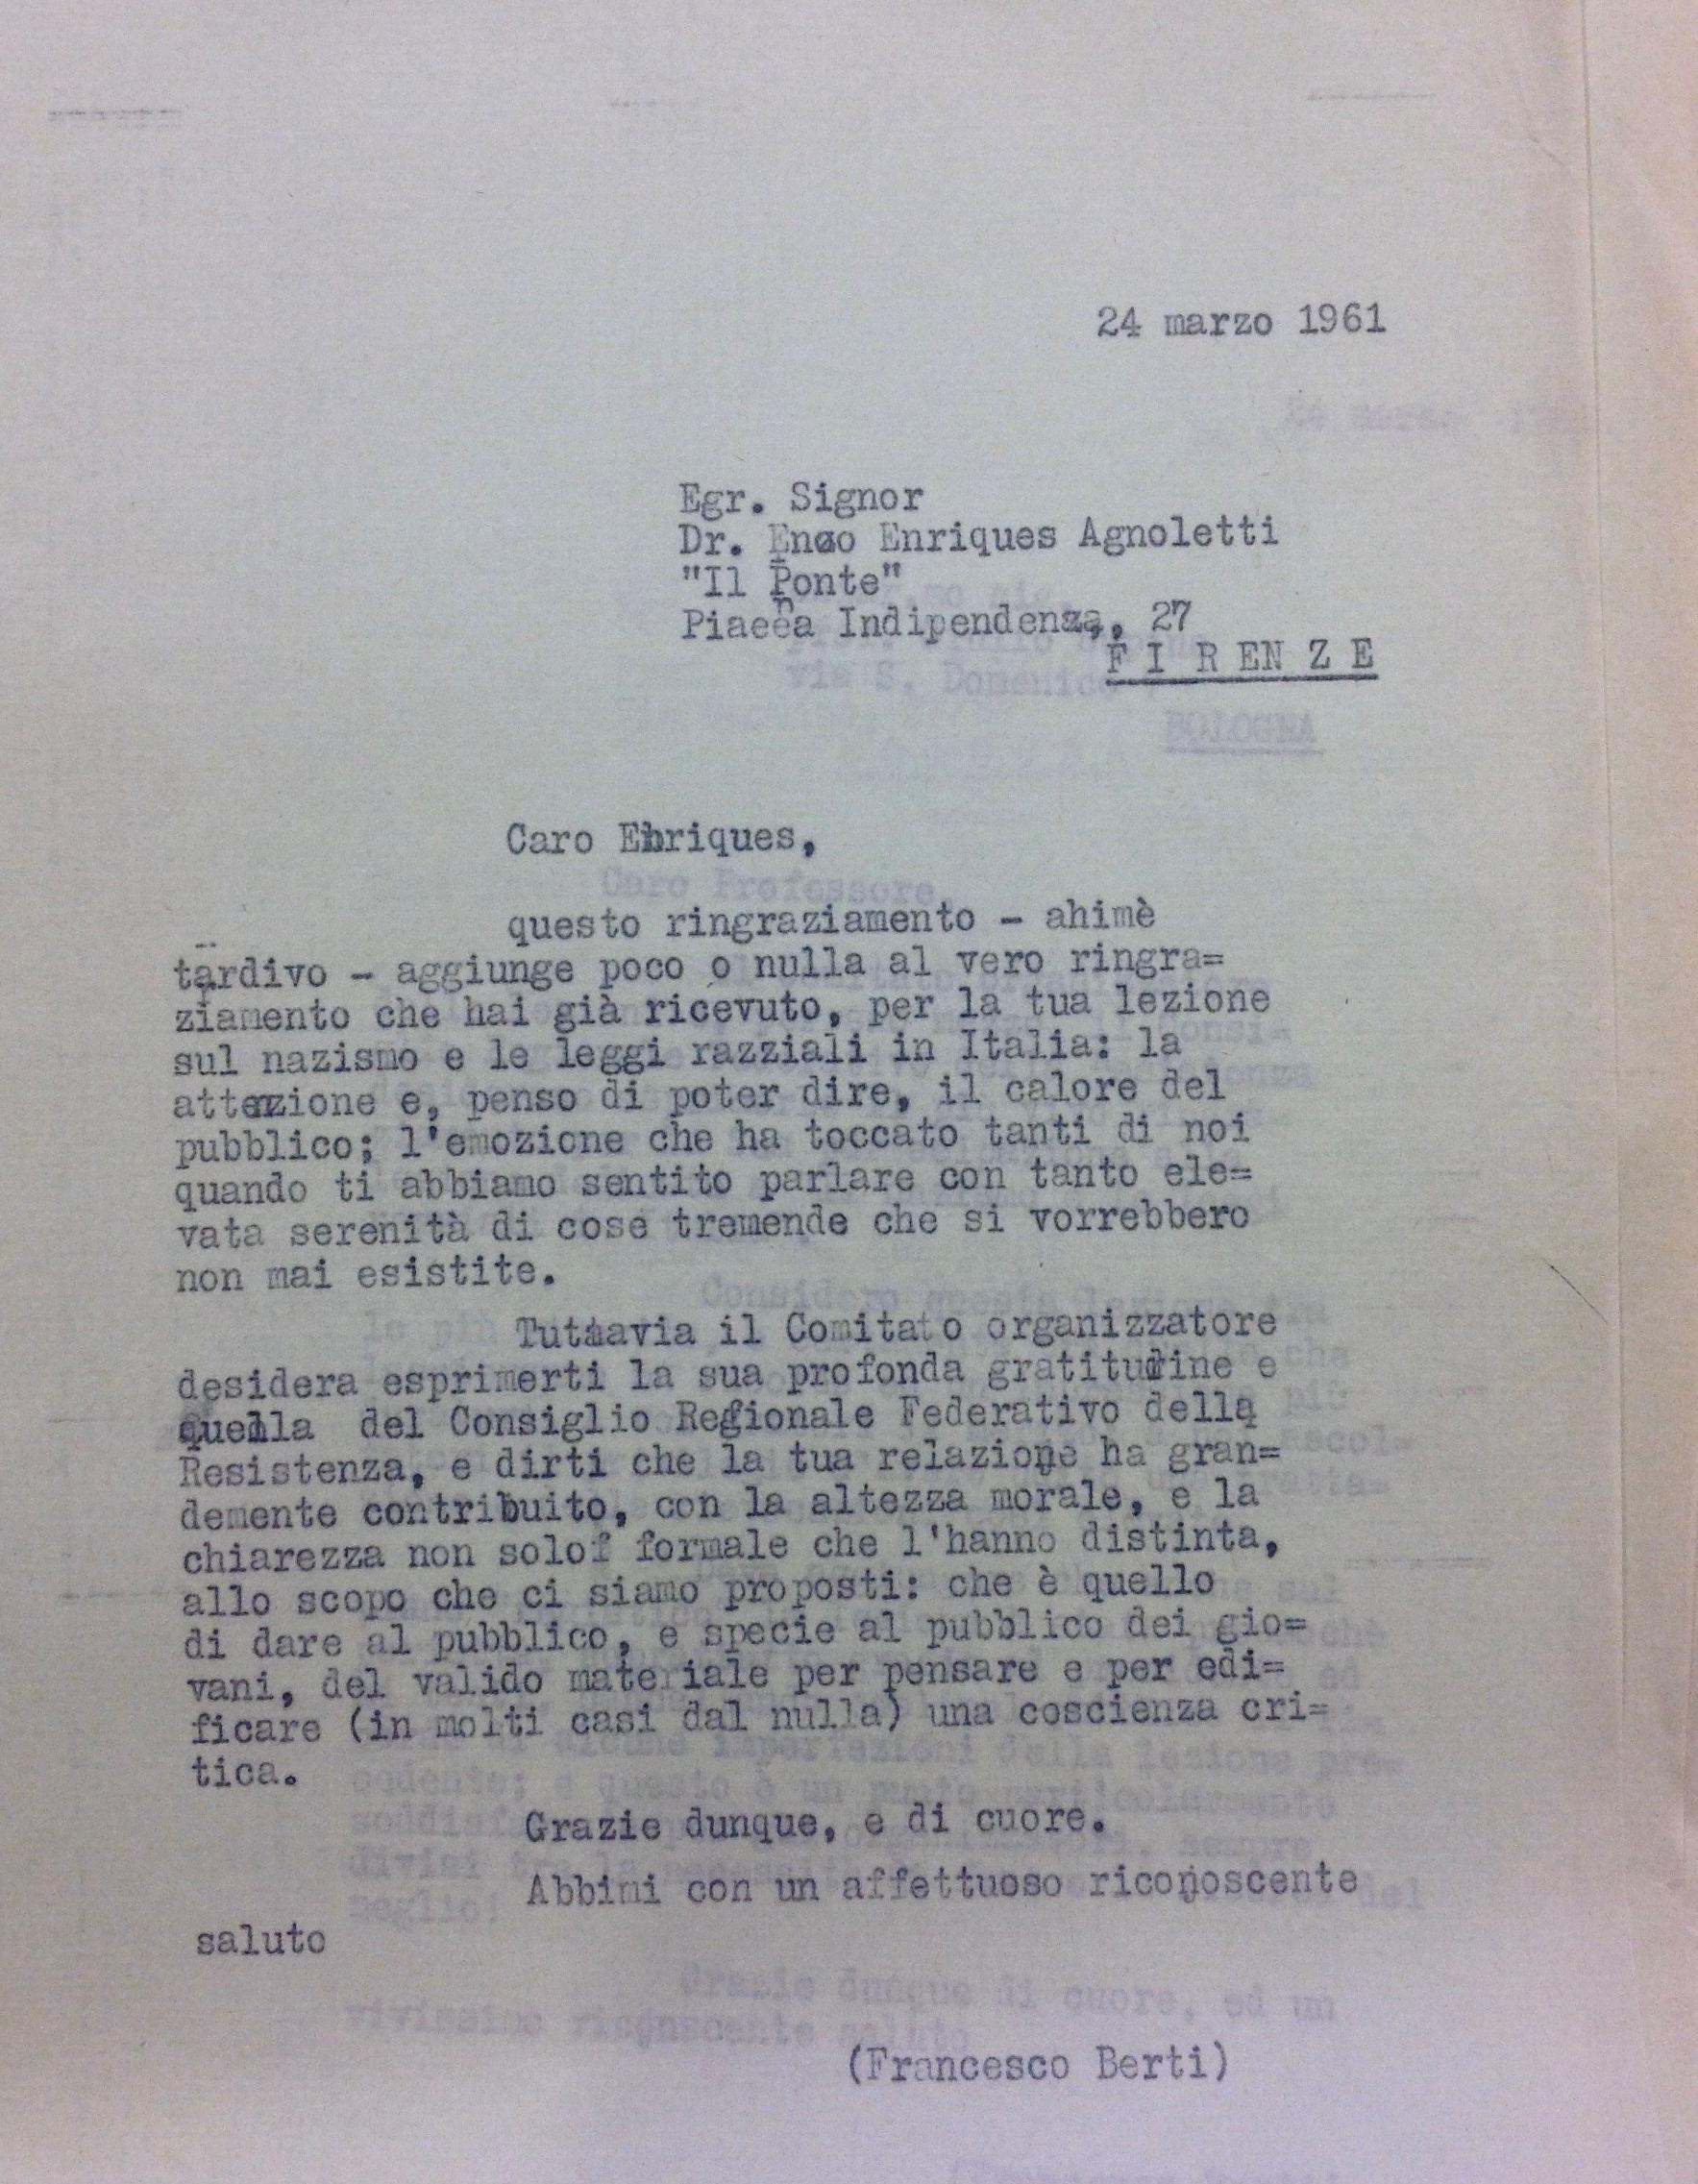 24 marzo 1961
Egr. Signor
Dr. Enzo Enriques Agnoletti
"Il Ponte"
Piazza Indipendenza, 27
F I R E N Z E
Caro Enriques,
questo ringraziamento - ahimè
tardivo - aggiunge poco o nulla al vero ringra=
ziamento che hai già ricevuto, per la tua lezione
sul nazismo e le leggi razziali in Italia: la
attenzione e, penso di poter dire, il calore del
pubblico; l'emozione che ha toccato tanti di noi
quando ti abbiamo sentito parlare con tanto ele=
vata serenità di cose tremende che si vorrebbero
non mai esistite.
Tuttavia il Comitato organizzatore
desidera esprimerti la sua profonda gratitudine e
quella del Consiglio Regionale Federativo della
Resistenza, e dirti che la tua relazione ha gran=
demente contribuito, con la altezza morale, e la
chiarezza non solo formale che l'hanno distinta,
allo scopo che ci siamo proposti: che è quello
di dare al pubblico, e specie al pubblico dei gio=
vani, del valido materiale per pensare e per edi=
ficare (in molti casi dal nulla) una coscienza cri=
tica.
Grazie dunque, e di cuore.
Abbimi con un affettuoso riconoscente
saluto
(Francesco Berti)